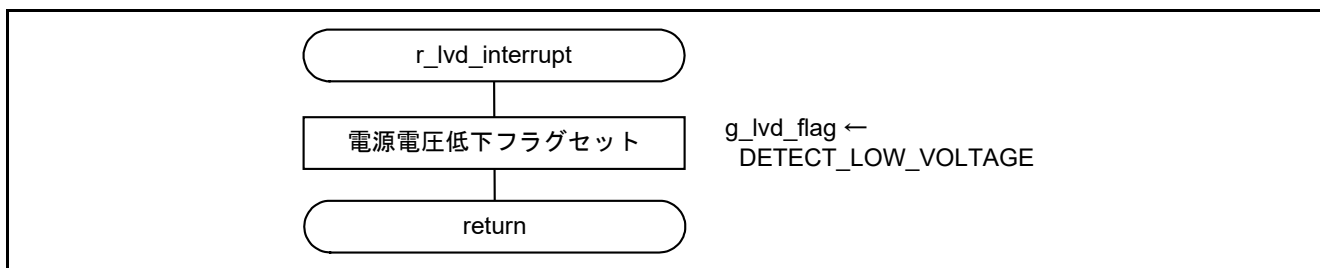 r_lvd_interrupt
電源電圧低下フラグセット
g_lvd_flag ←
DETECT_LOW_VOLTAGE
return